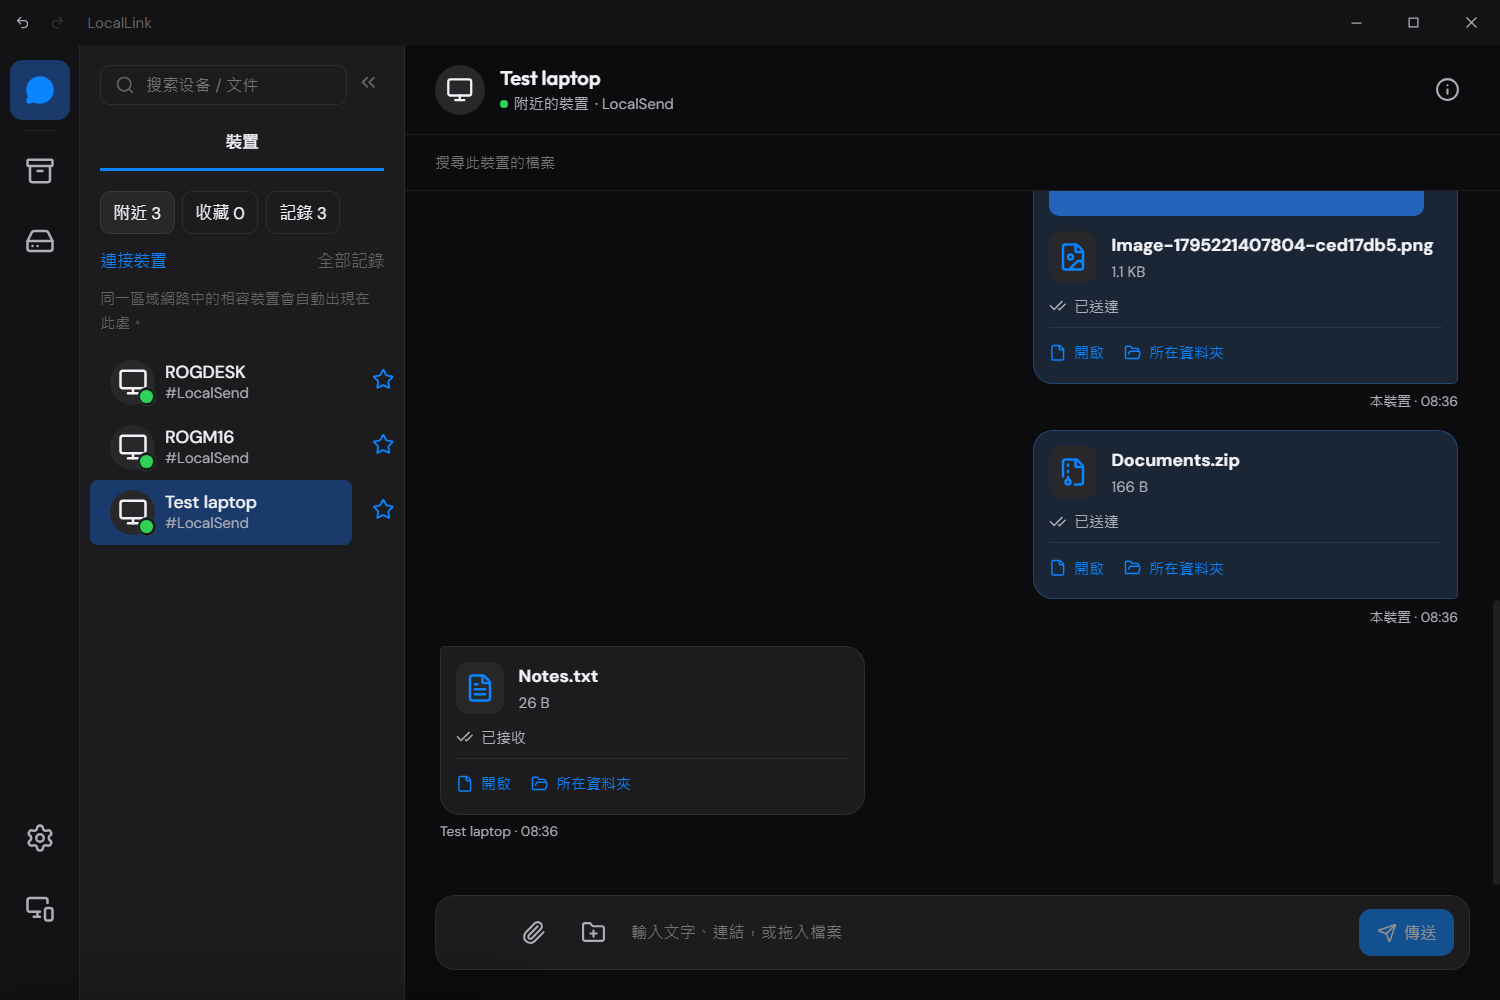 LocalLink
搜索设备 / 文件
裝置
附近 3
收藏 0
記錄 3
連接裝置
全部記錄
同一區域網路中的相容裝置會自動出現在
此處。
ROGDESK
#LocalSend
ROGM16
#LocalSend
Test laptop
#LocalSend
Test laptop
附近的裝置 · LocalSend
搜尋此裝置的檔案
Image-1795221407804-ced17db5.png
1.1 KB
已送達
開啟
所在資料夾
本裝置 · 08:36
Documents.zip
166 B
已送達
開啟
所在資料夾
本裝置 · 08:36
Notes.txt
26 B
已接收
開啟
所在資料夾
Test laptop · 08:36
輸入文字、連結，或拖入檔案
傳送